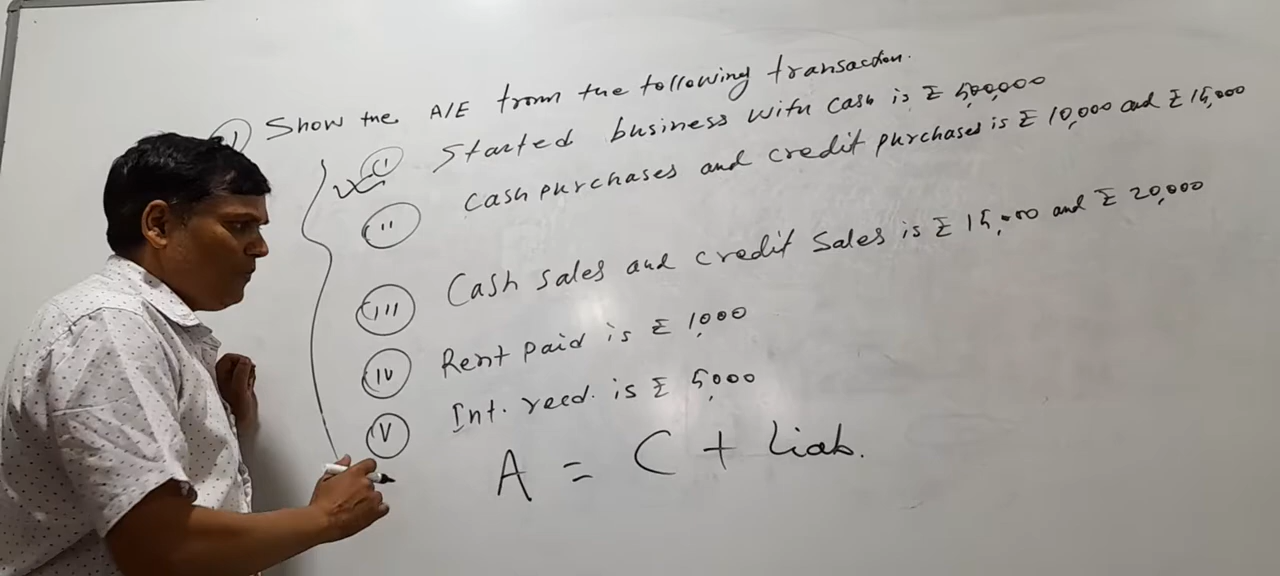 1) Show the A/E from the following transaction.
(i) Started business with cash is ₹ 5,00,000
(ii) Cash purchases and credit purchases is ₹ 10,000 and ₹ 15,000
(iii) Cash sales and credit sales is ₹ 15,000 and ₹ 20,000
(iv) Rent paid is ₹ 1,000
(v) Int. recd. is ₹ 5,000
A = C + Liab.